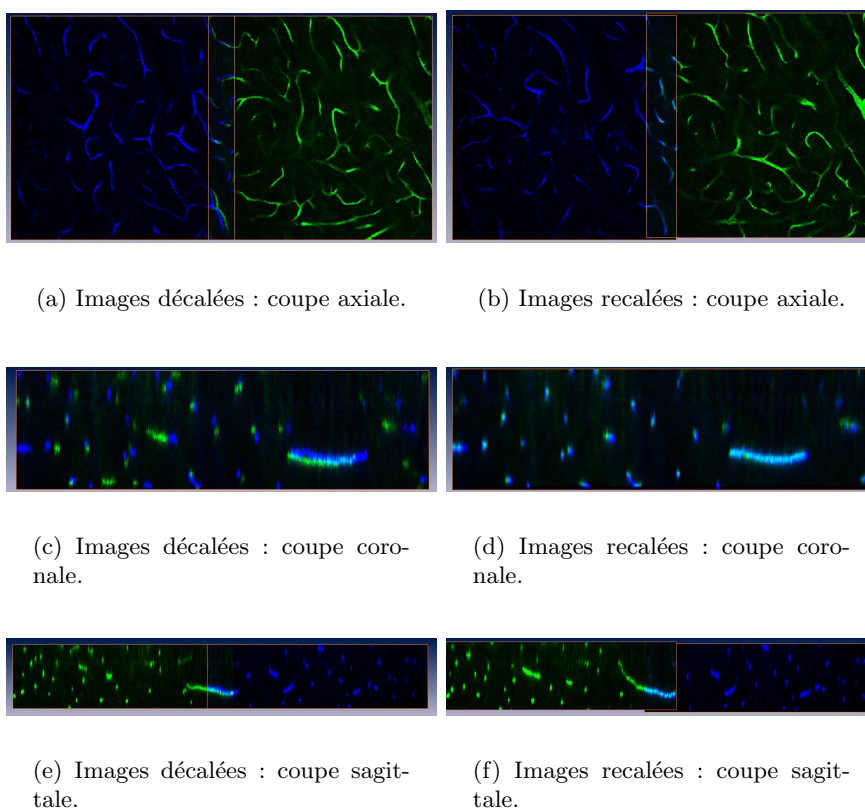 (a) Images décalées : coupe axiale.
(b) Images recalées : coupe axiale.
(c) Images décalées : coupe coro-
nale.
(d) Images recalées : coupe coro-
nale.
(e) Images décalées : coupe sagit-
tale.
(f) Images recalées : coupe sagit-
tale.